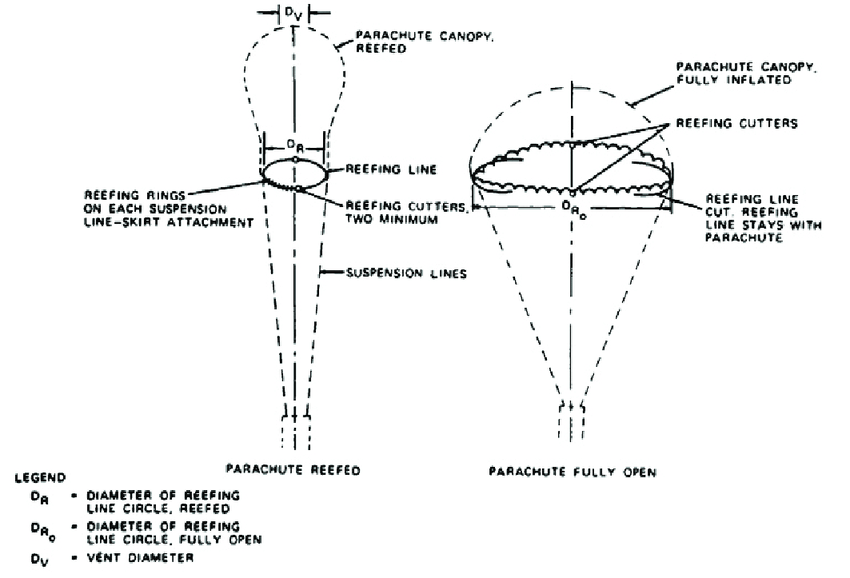 DV
PARACHUTE CANOPY,
REEFED
DR
REEFING LINE
REEFING RINGS
ON EACH SUSPENSION
LINE-SKIRT ATTACHMENT
REEFING CUTTERS,
TWO MINIMUM
SUSPENSION LINES
PARACHUTE REEFED
PARACHUTE CANOPY,
FULLY INFLATED
REEFING CUTTERS
REEFING LINE
CUT. REEFING
LINE STAYS WITH
PARACHUTE
DRo
PARACHUTE FULLY OPEN
LEGEND
DR = DIAMETER OF REEFING
LINE CIRCLE, REEFED
DRo = DIAMETER OF REEFING
LINE CIRCLE, FULLY OPEN
DV = VENT DIAMETER